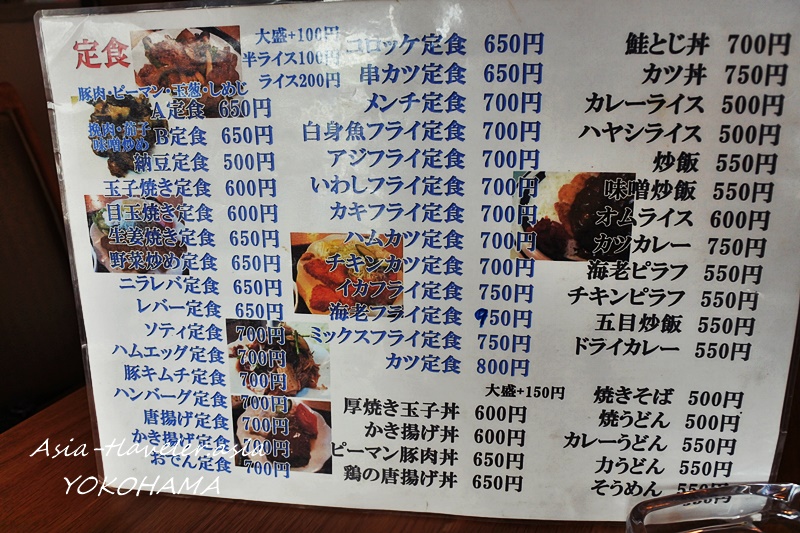 定食
大盛+100円
半ライス100円
ライス200円
豚肉・ピーマン・玉葱・しめじ
A定食 650円
挽肉・茄子
味噌炒め
B定食 650円
納豆定食 500円
玉子焼き定食 600円
目玉焼き定食 600円
生姜焼き定食 650円
野菜炒め定食 650円
ニラレバ定食 650円
レバー定食 650円
ソティ定食 700円
ハムエッグ定食 700円
豚キムチ定食 700円
ハンバーグ定食 700円
唐揚げ定食 700円
かき揚げ定食 700円
おでん定食 700円
コロッケ定食 650円
串カツ定食 650円
メンチ定食 700円
白身魚フライ定食 700円
アジフライ定食 700円
いわしフライ定食 700円
カキフライ定食 700円
ハムカツ定食 700円
チキンカツ定食 700円
イカフライ定食 750円
海老フライ定食 950円
ミックスフライ定食 750円
カツ定食 800円
大盛+150円
厚焼き玉子丼 600円
かき揚げ丼 600円
ピーマン豚肉丼 650円
鶏の唐揚げ丼 650円
鮭とじ丼 700円
カツ丼 750円
カレーライス 500円
ハヤシライス 500円
炒飯 550円
味噌炒飯 550円
オムライス 600円
カツカレー 750円
海老ピラフ 550円
チキンピラフ 550円
五目炒飯 550円
ドライカレー 550円
焼きそば 500円
焼うどん 500円
カレーうどん 550円
力うどん 550円
そうめん 550円
YOKOHAMA